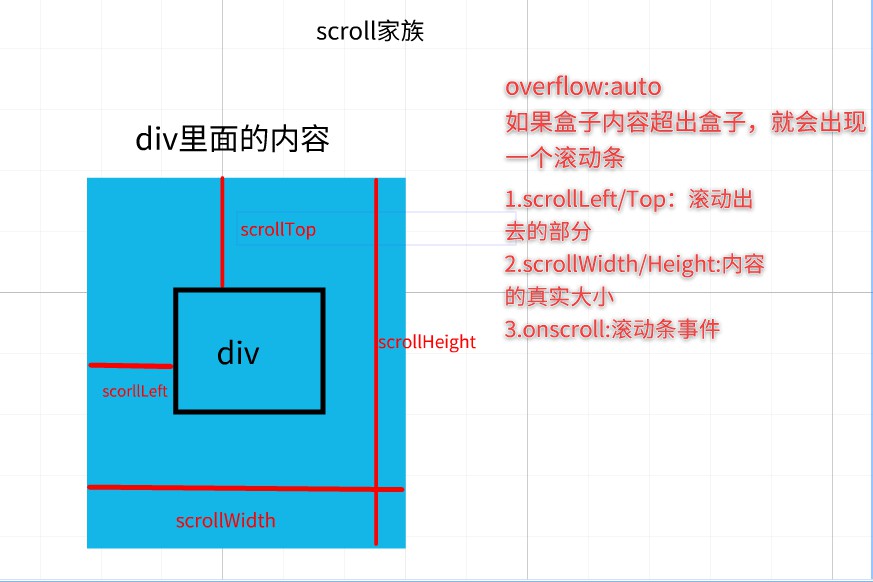 scroll家族
div里面的内容
scrollTop
div
scrollHeight
scorllLeft
scrollWidth
overflow:auto
如果盒子内容超出盒子，就会出现
一个滚动条
1.scrollLeft/Top：滚动出
去的部分
2.scrollWidth/Height:内容
的真实大小
3.onscroll:滚动条事件